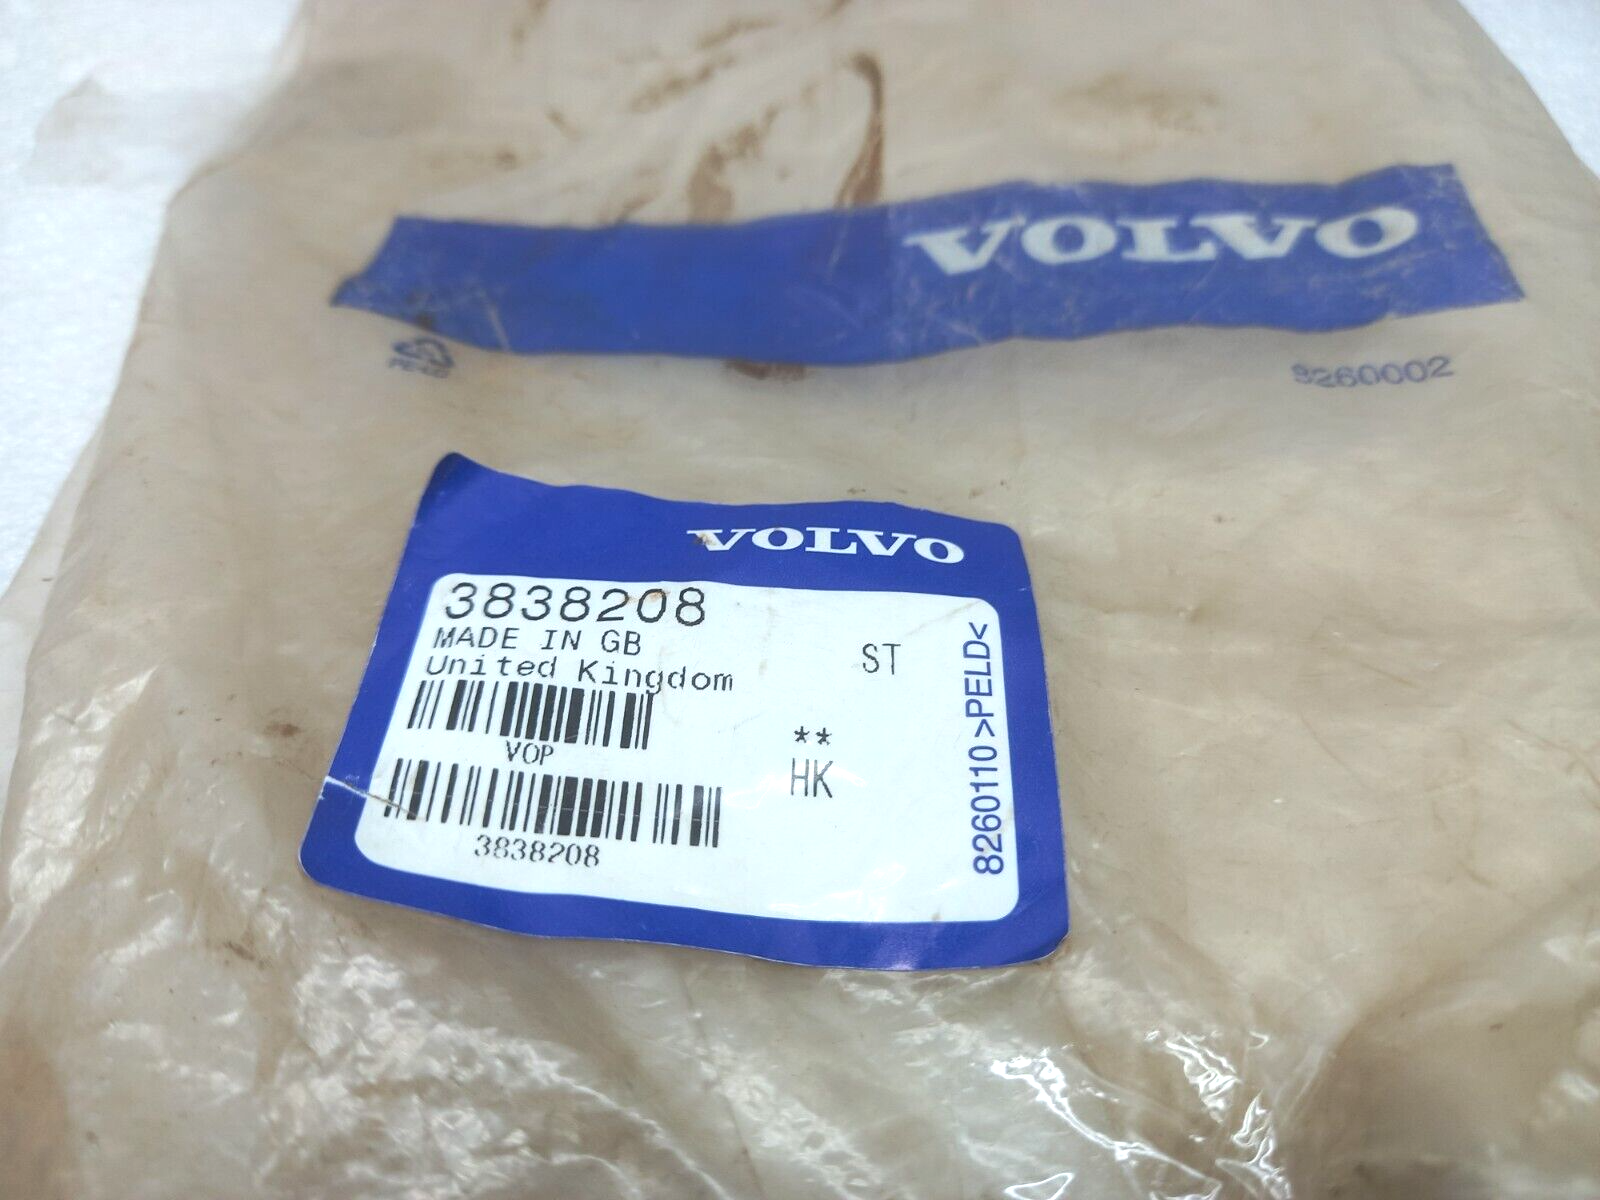 VOLVO
8260002
VOLVO
3838208
MADE IN GB
United Kingdom
ST
VOP
**
HK
3838208
8260110 >PELD<